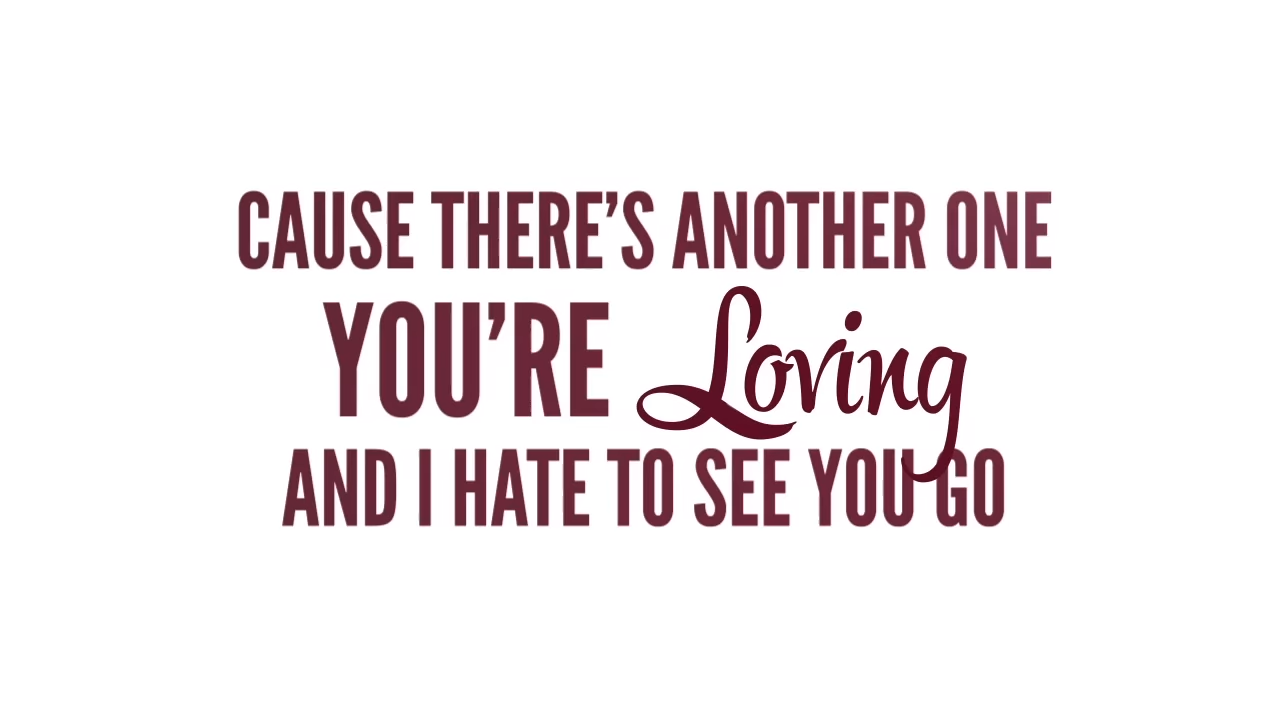 CAUSE THERE'S ANOTHER ONE
YOU'RE Loving
AND I HATE TO SEE YOU GO